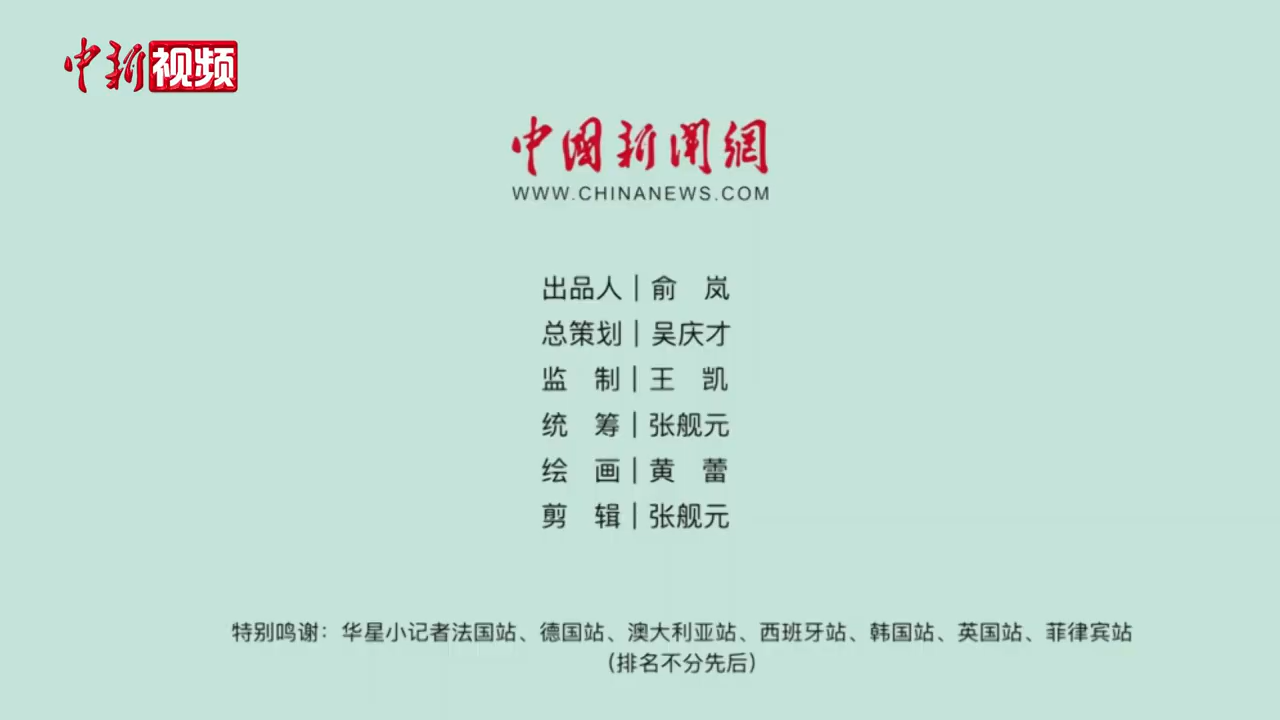 中新视频
中國新聞網
WWW.CHINANEWS.COM
出品人｜俞　岚
总策划｜吴庆才
监　制｜王　凯
统　筹｜张舰元
绘　画｜黄　蕾
剪　辑｜张舰元
特别鸣谢：华星小记者法国站、德国站、澳大利亚站、西班牙站、韩国站、英国站、菲律宾站
（排名不分先后）